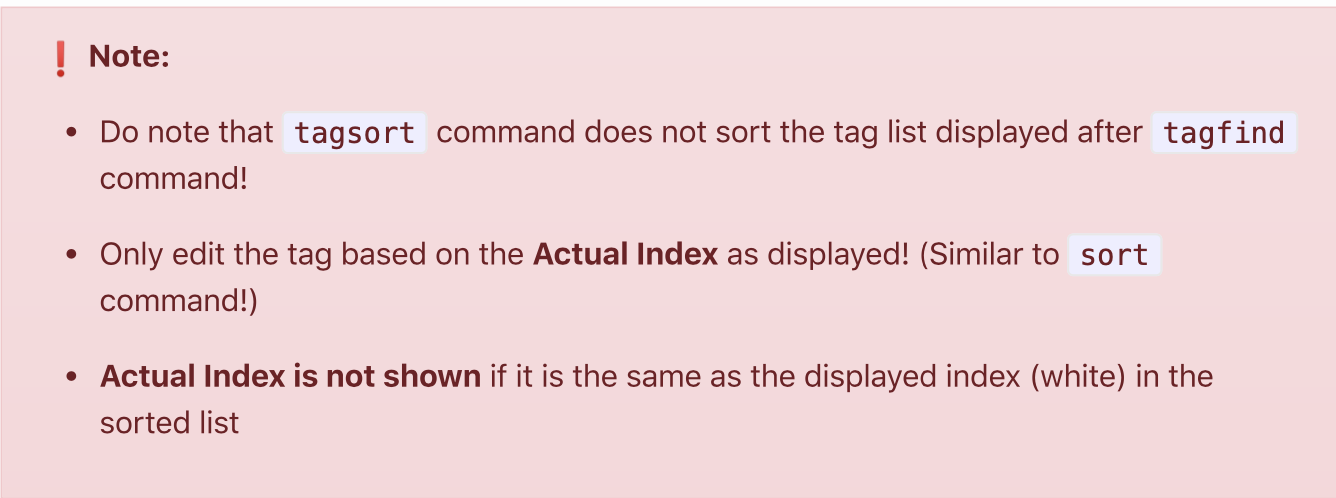 ❗ Note:
• Do note that tagsort command does not sort the tag list displayed after tagfind
command!
• Only edit the tag based on the Actual Index as displayed! (Similar to sort
command!)
• Actual Index is not shown if it is the same as the displayed index (white) in the
sorted list